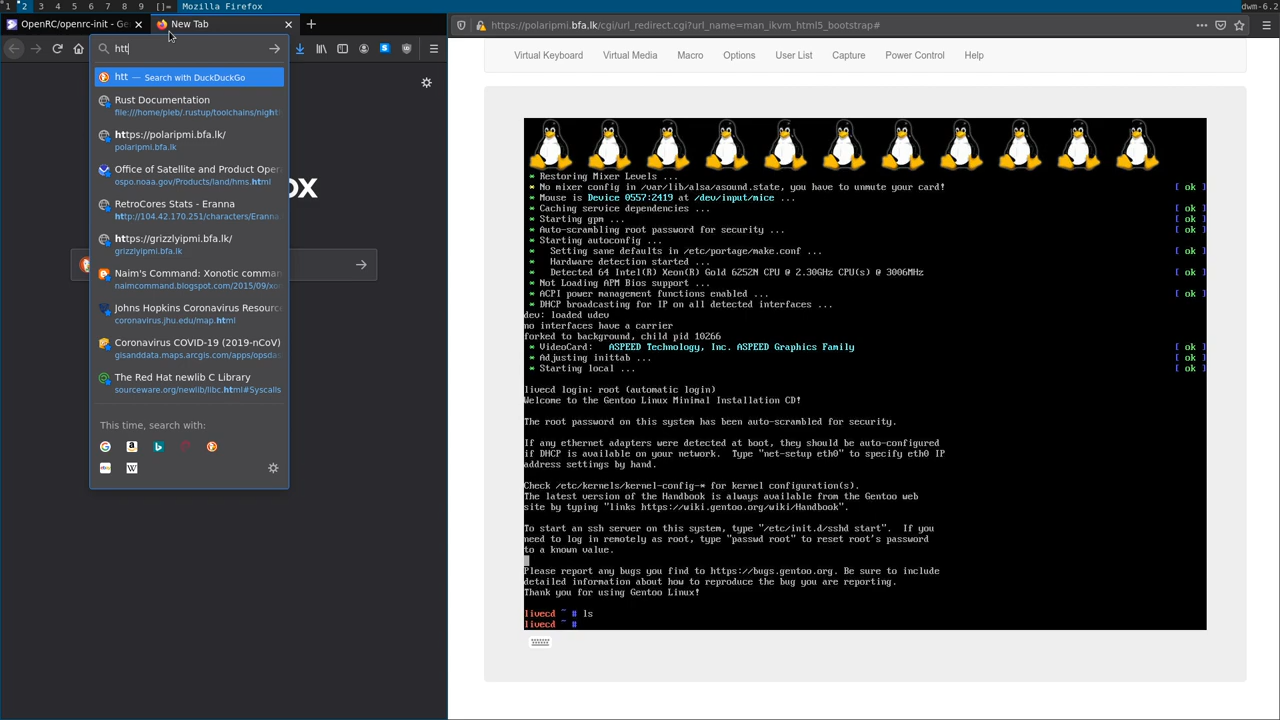 1 2 3 4 5 6 7 8 9 []= Mozilla Firefox dwm-6.2
OpenRC/openrc-init - Ge
New Tab
htt
htt — Search with DuckDuckGo
Rust Documentation
file:///home/pleb/.rustup/toolchains/nigh
https://polaripmi.bfa.lk/
polaripmi.bfa.lk
Office of Satellite and Product Oper
ospo.noaa.gov/Products/land/hms.html
RetroCores Stats - Eranna
http://104.42.170.251/characters/Eranna
https://grizzlyipmi.bfa.lk/
grizzlyipmi.bfa.lk
Naim's Command: Xonotic comman
naimcommand.blogspot.com/2015/09/xo
Johns Hopkins Coronavirus Resourc
coronavirus.jhu.edu/map.html
Coronavirus COVID-19 (2019-nCoV)
gisanddata.maps.arcgis.com/apps/opsda
The Red Hat newlib C Library
sourceware.org/newlib/libc.html#Syscalls
This time, search with:
ox
https://polaripmi.bfa.lk/cgi/url_redirect.cgi?url_name=man_ikvm_html5_bootstrap#
Virtual Keyboard Virtual Media Macro Options User List Capture Power Control Help
* Restoring Mixer Levels ...
* No mixer config in /var/lib/alsa/asound.state, you have to unmute your card! [ ok ]
* Mouse is Device 0557:2419 at /dev/input/mice ...
* Caching service dependencies ... [ ok ]
* Starting gpm ... [ ok ]
* Auto-scrambling root password for security ... [ ok ]
* Starting autoconfig ...
* Setting sane defaults in /etc/portage/make.conf ... [ ok ]
* Hardware detection started ...
* Detected 64 Intel(R) Xeon(R) Gold 6252N CPU @ 2.30GHz CPU(s) @ 3006MHz [ ok ]
* Not Loading APM Bios support ...
* ACPI power management functions enabled ... [ ok ]
* DHCP broadcasting for IP on all detected interfaces ...
dev: loaded udev
no interfaces have a carrier
forked to background, child pid 10266
* VideoCard: ASPEED Technology, Inc. ASPEED Graphics Family [ ok ]
* Adjusting inittab ... [ ok ]
* Starting local ... [ ok ]
livecd login: root (automatic login)
Welcome to the Gentoo Linux Minimal Installation CD!
The root password on this system has been auto-scrambled for security.
If any ethernet adapters were detected at boot, they should be auto-configured
if DHCP is available on your network. Type "net-setup eth0" to specify eth0 IP
address settings by hand.
Check /etc/kernels/kernel-config-* for kernel configuration(s).
The latest version of the Handbook is always available from the Gentoo web
site by typing "links https://wiki.gentoo.org/wiki/Handbook".
To start an ssh server on this system, type "/etc/init.d/sshd start". If you
need to log in remotely as root, type "passwd root" to reset root's password
to a known value.
Please report any bugs you find to https://bugs.gentoo.org. Be sure to include
detailed information about how to reproduce the bug you are reporting.
Thank you for using Gentoo Linux!
livecd ~ # ls
livecd ~ #